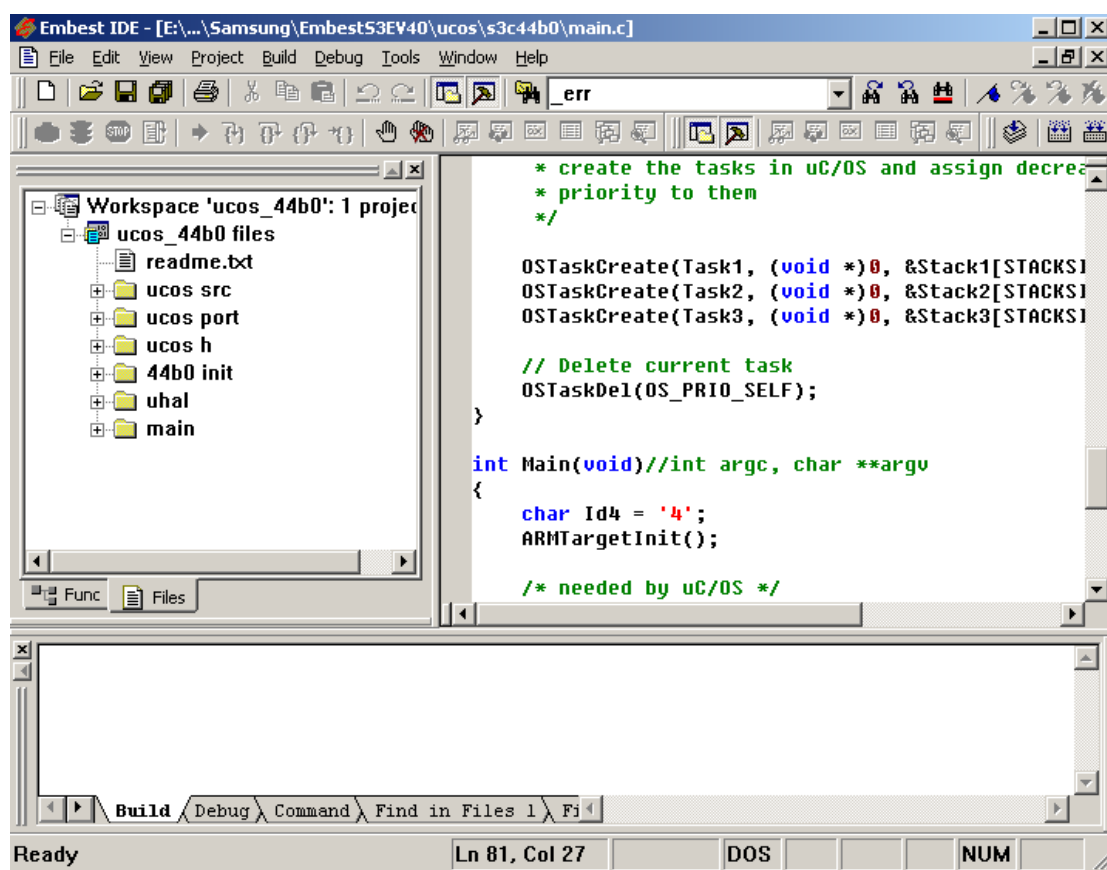 Embest IDE - [E:\...\Samsung\EmbestS3EV40\ucos\s3c44b0\main.c]
File Edit View Project Build Debug Tools Window Help
_err
STOP
Workspace 'ucos_44b0': 1 projec
ucos_44b0 files
readme.txt
ucos src
ucos port
ucos h
44b0 init
uhal
main
Func Files
* create the tasks in uC/OS and assign decrea
* priority to them
*/
OSTaskCreate(Task1, (void *)0, &Stack1[STACKSI
OSTaskCreate(Task2, (void *)0, &Stack2[STACKSI
OSTaskCreate(Task3, (void *)0, &Stack3[STACKSI
// Delete current task
OSTaskDel(OS_PRIO_SELF);
}
int Main(void)//int argc, char **argv
{
char Id4 = '4';
ARMTargetInit();
/* needed by uC/OS */
Build Debug Command Find in Files 1 Fi
Ready Ln 81, Col 27 DOS NUM